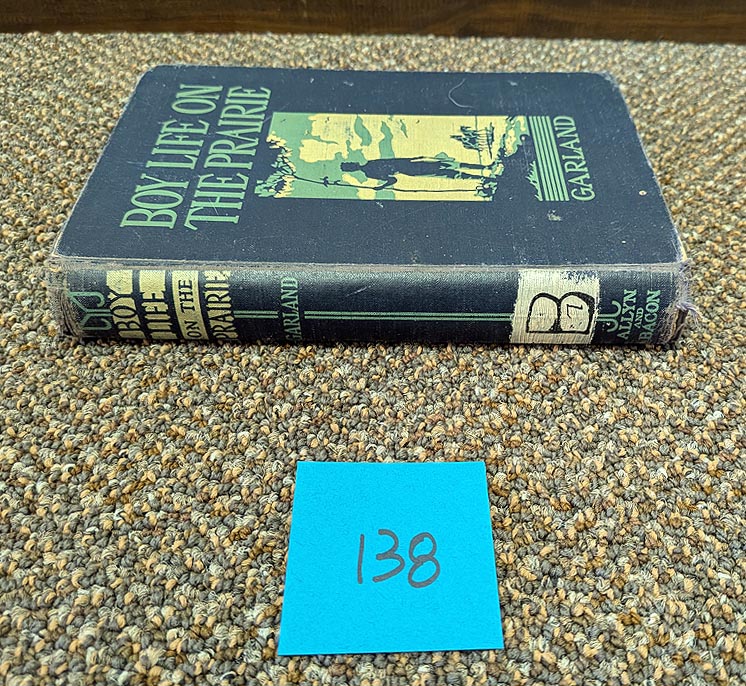 BOY LIFE ON
THE PRAIRIE
GARLAND
BOY
LIFE
ON THE
PRAIRIE
GARLAND
B
ALLYN
AND
BACON
138